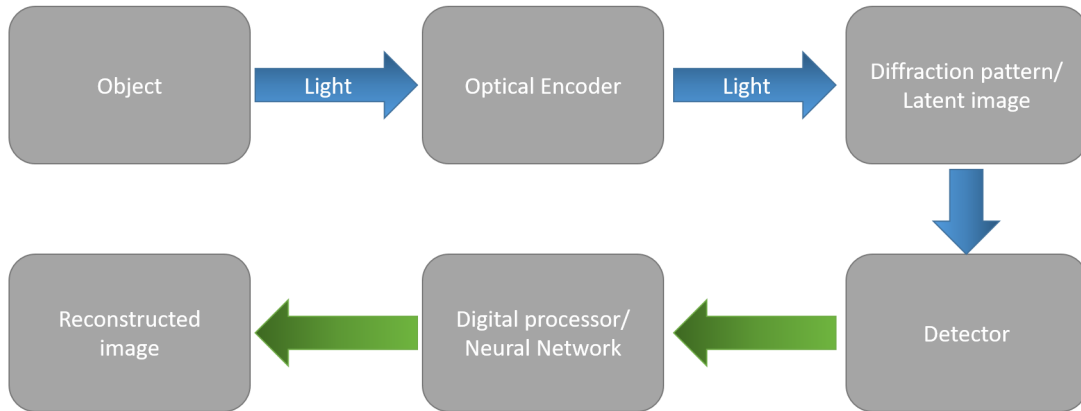 Object
Light
Optical Encoder
Light
Diffraction pattern/
Latent image
Detector
Digital processor/
Neural Network
Reconstructed
image